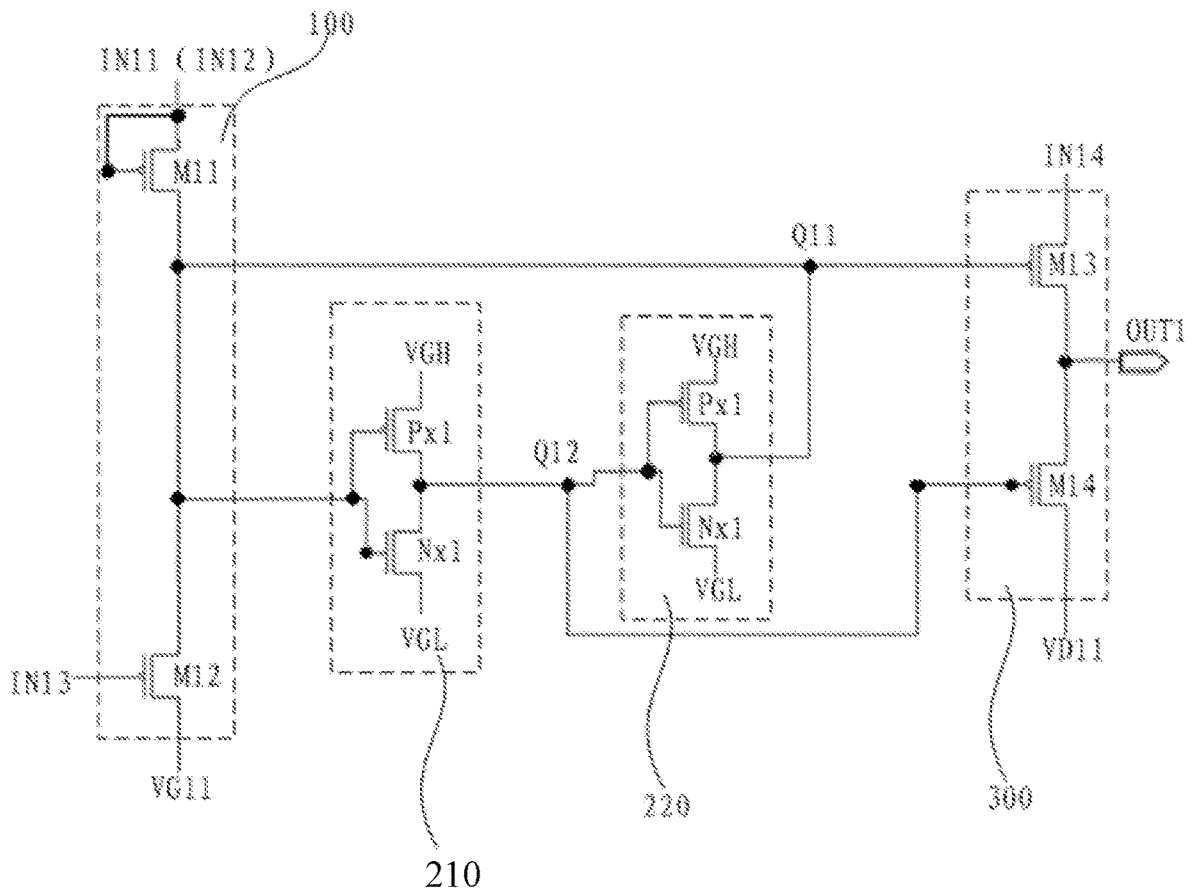 100
IN11 (IN12)
M11
IN14
Q11
M13
OUT1
VGH
VGH
Px1
Px1
Q12
M14
Nx1
Nx1
VGL
VGL
VD11
M12
IN13
VG11
220
300
210